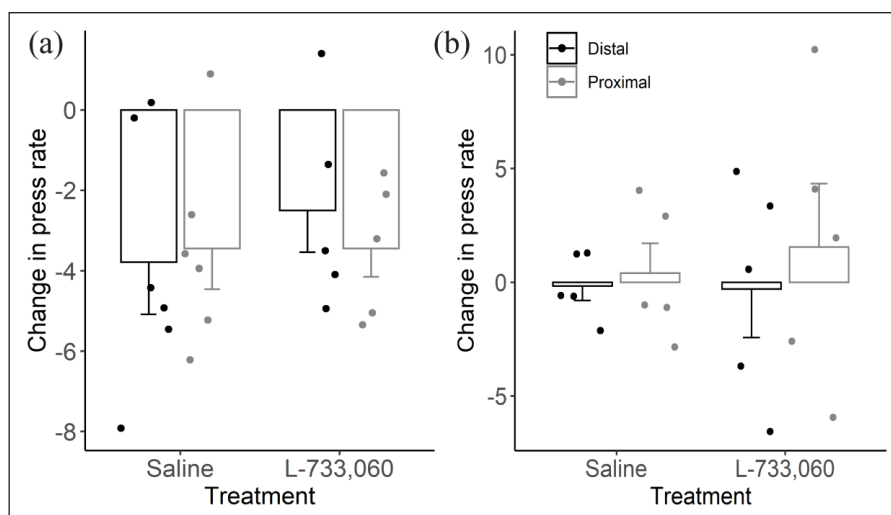 (a)
Change in press rate
0
-2
-4
-6
-8
Saline
L-733,060
Treatment
(b)
Distal
Proximal
Change in press rate
10
5
0
-5
Saline
L-733,060
Treatment